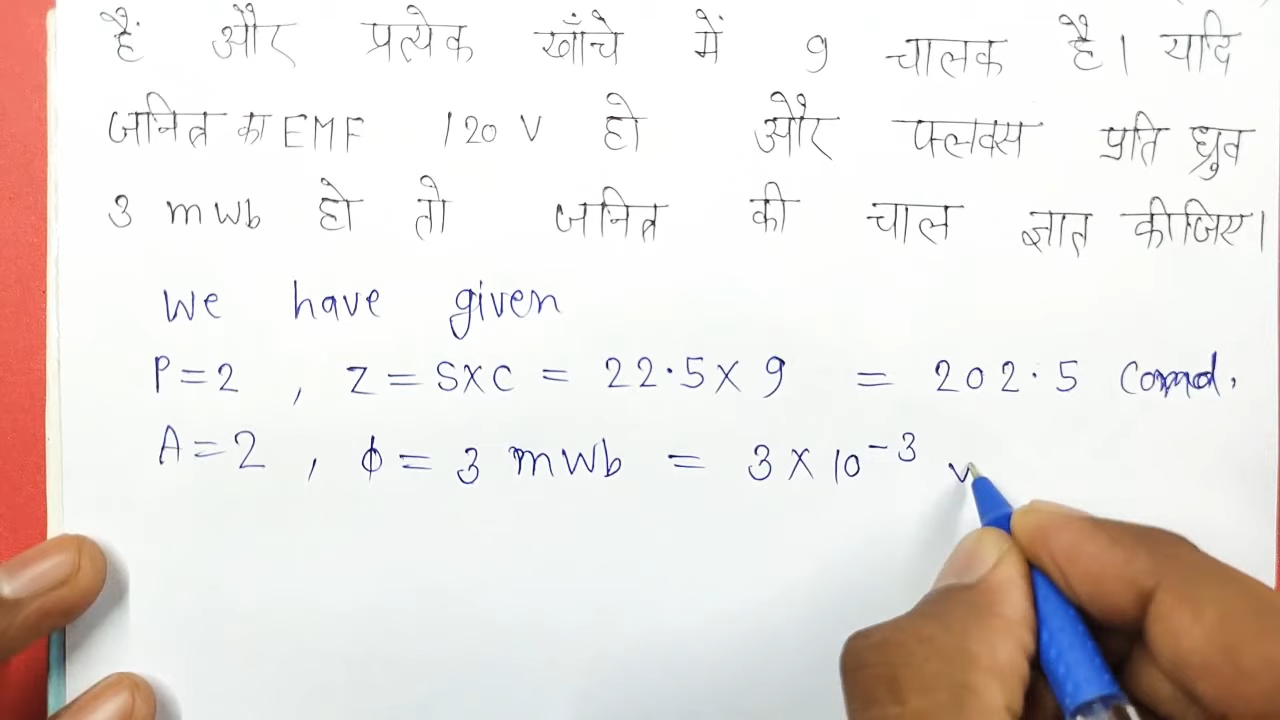 हैं और प्रत्येक खाँचे में 9 चालक है। यदि
जनित्र का EMF 120 V हो और फ्लक्स प्रति ध्रुव
3 mwb हो तो जनित्र की चाल ज्ञात कीजिए।
We have given
P=2 , Z = S×C = 22.5×9 = 202.5
A=2 , ϕ = 3 mwb = 3×10⁻³